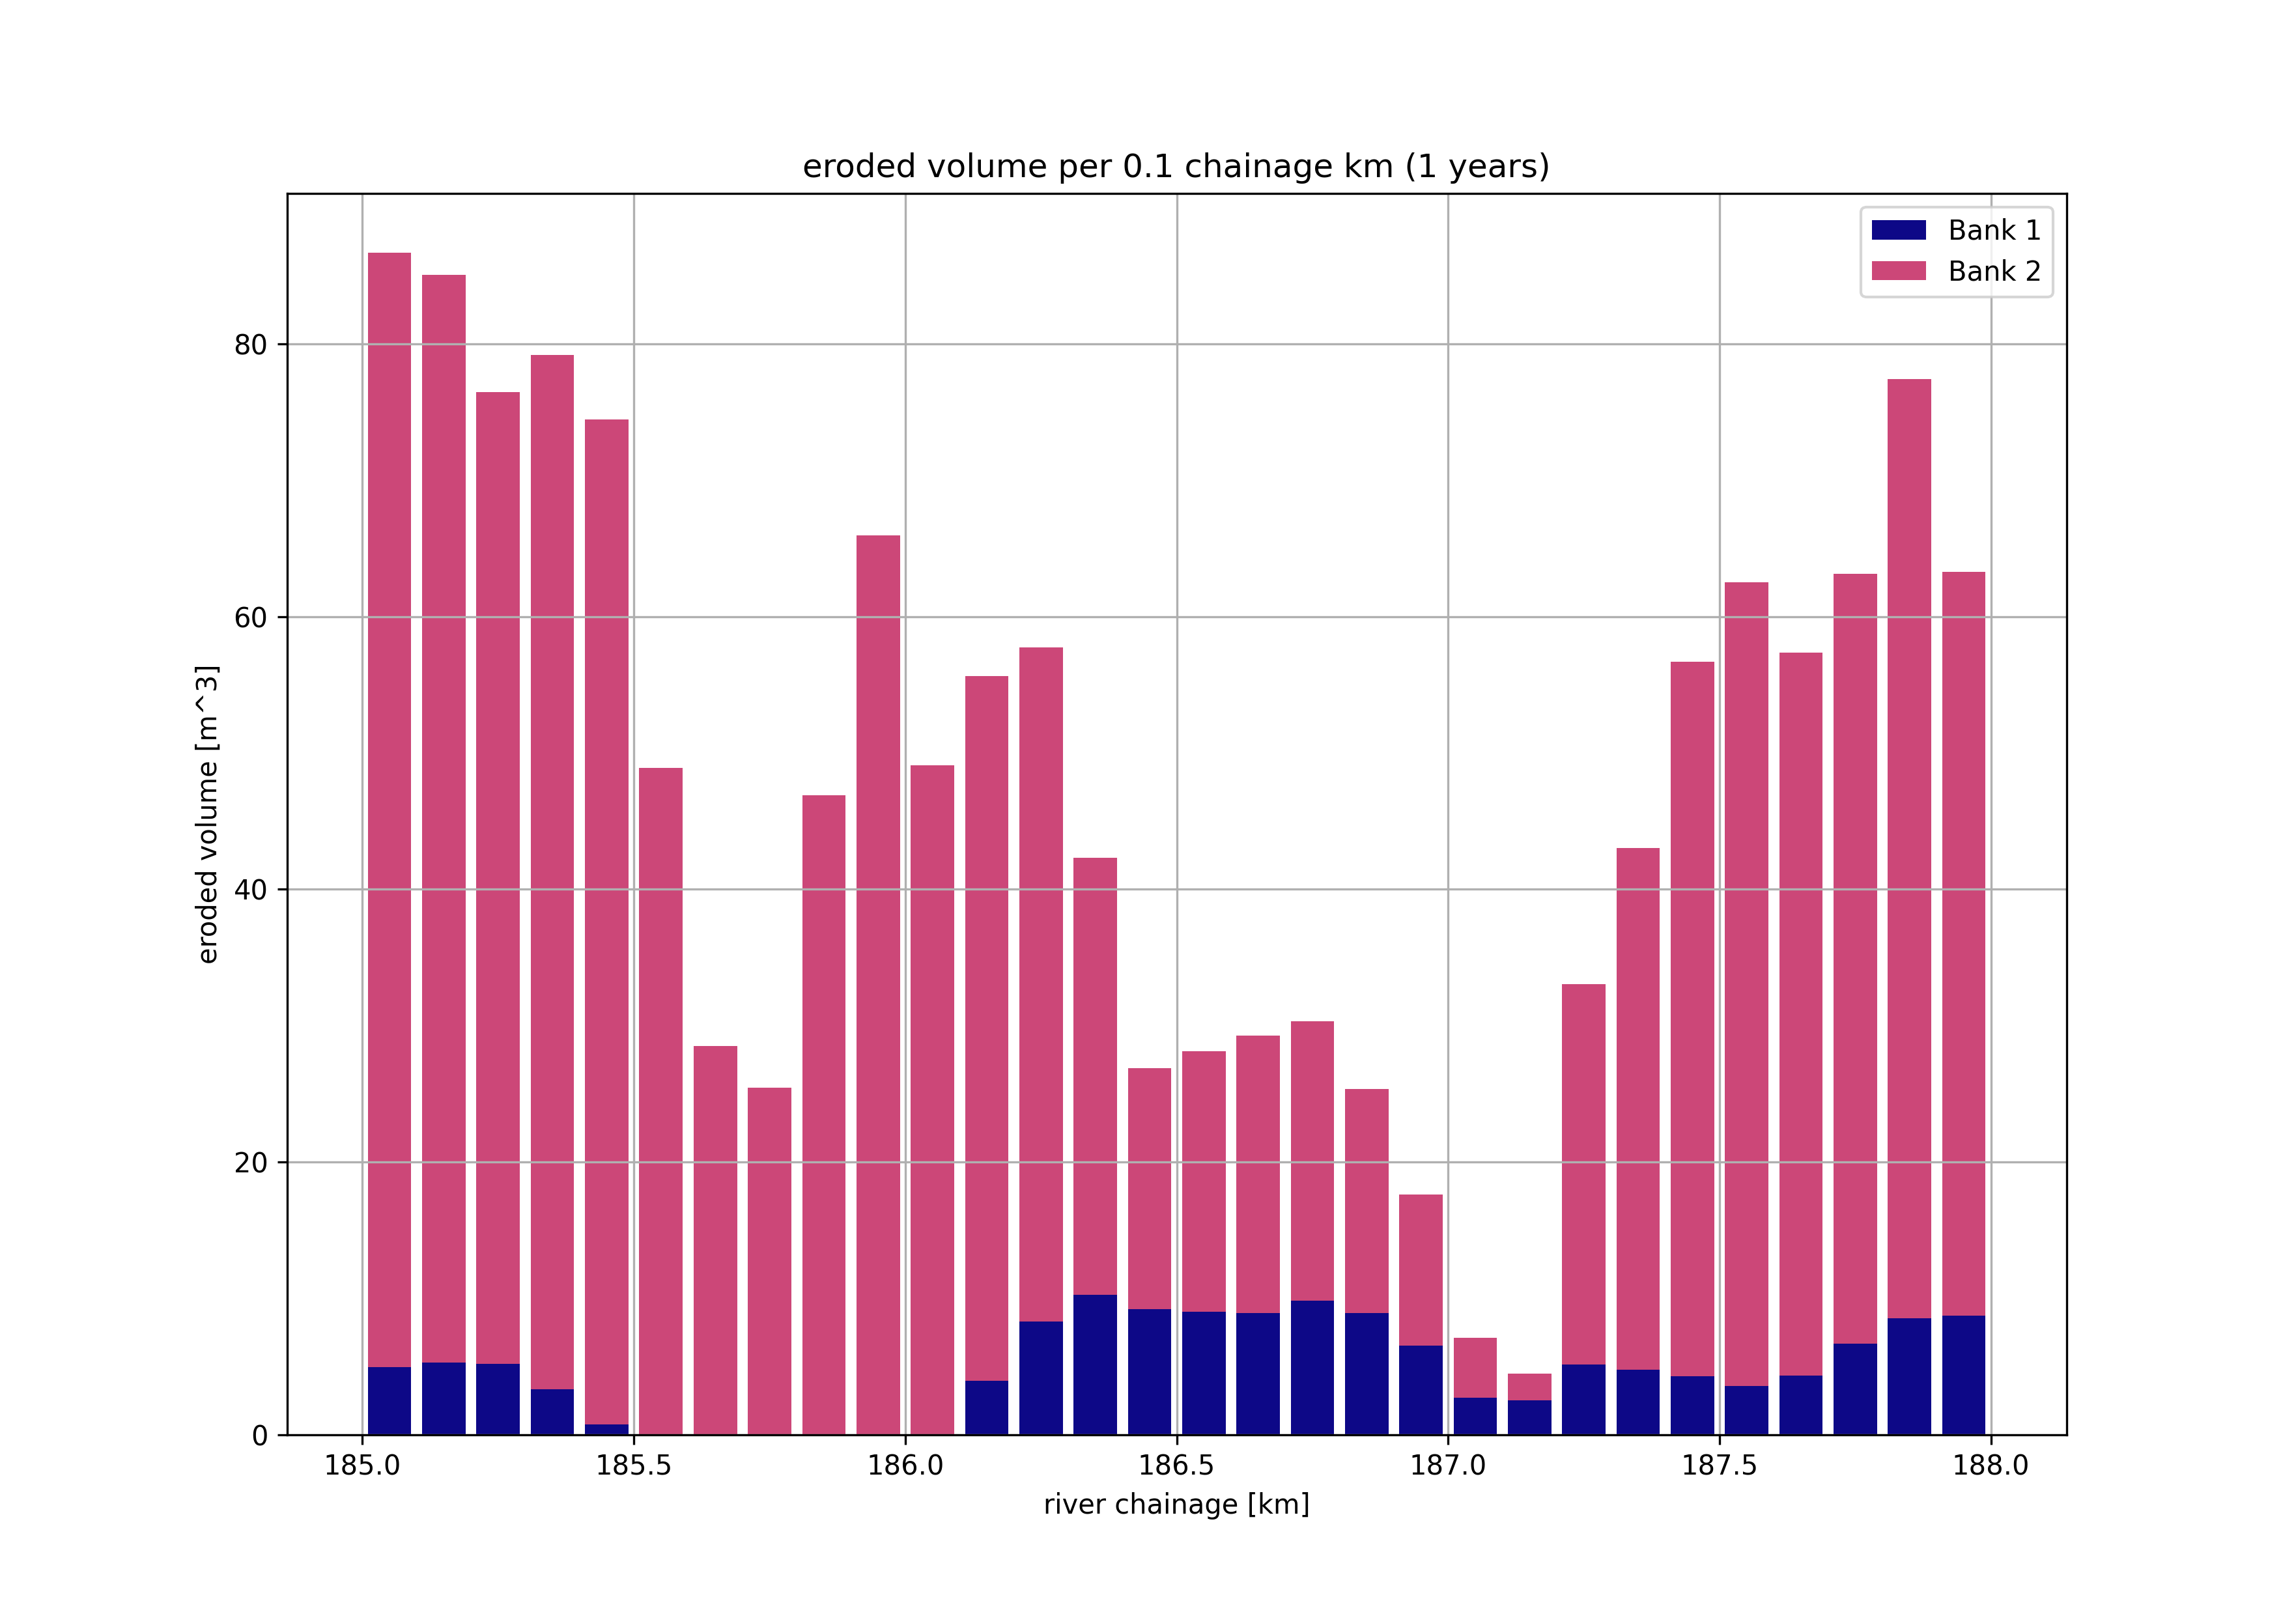 eroded volume per 0.1 chainage km (1 years)
Bank 1
Bank 2
eroded volume [m^3]
80
60
40
20
0
185.0 185.5 186.0 186.5 187.0 187.5 188.0
river chainage [km]